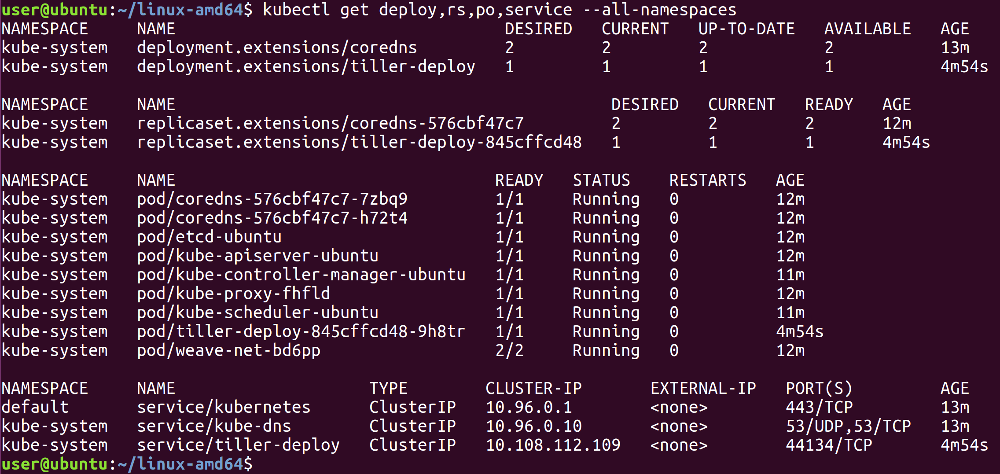 user@ubuntu:~/linux-amd64$ kubectl get deploy,rs,po,service --all-namespaces
NAMESPACE     NAME                                  DESIRED   CURRENT   UP-TO-DATE   AVAILABLE   AGE
kube-system   deployment.extensions/coredns         2         2         2            2           13m
kube-system   deployment.extensions/tiller-deploy   1         1         1            1           4m54s

NAMESPACE     NAME                                             DESIRED   CURRENT   READY   AGE
kube-system   replicaset.extensions/coredns-576cbf47c7         2         2         2       12m
kube-system   replicaset.extensions/tiller-deploy-845cffcd48   1         1         1       4m54s

NAMESPACE     NAME                                 READY   STATUS    RESTARTS   AGE
kube-system   pod/coredns-576cbf47c7-7zbq9         1/1     Running   0          12m
kube-system   pod/coredns-576cbf47c7-h72t4         1/1     Running   0          12m
kube-system   pod/etcd-ubuntu                      1/1     Running   0          12m
kube-system   pod/kube-apiserver-ubuntu            1/1     Running   0          12m
kube-system   pod/kube-controller-manager-ubuntu   1/1     Running   0          11m
kube-system   pod/kube-proxy-fhfld                 1/1     Running   0          12m
kube-system   pod/kube-scheduler-ubuntu            1/1     Running   0          11m
kube-system   pod/tiller-deploy-845cffcd48-9h8tr   1/1     Running   0          4m54s
kube-system   pod/weave-net-bd6pp                  2/2     Running   0          12m

NAMESPACE     NAME                    TYPE        CLUSTER-IP       EXTERNAL-IP   PORT(S)         AGE
default       service/kubernetes      ClusterIP   10.96.0.1        <none>        443/TCP         13m
kube-system   service/kube-dns        ClusterIP   10.96.0.10       <none>        53/UDP,53/TCP   13m
kube-system   service/tiller-deploy   ClusterIP   10.108.112.109   <none>        44134/TCP       4m54s
user@ubuntu:~/linux-amd64$